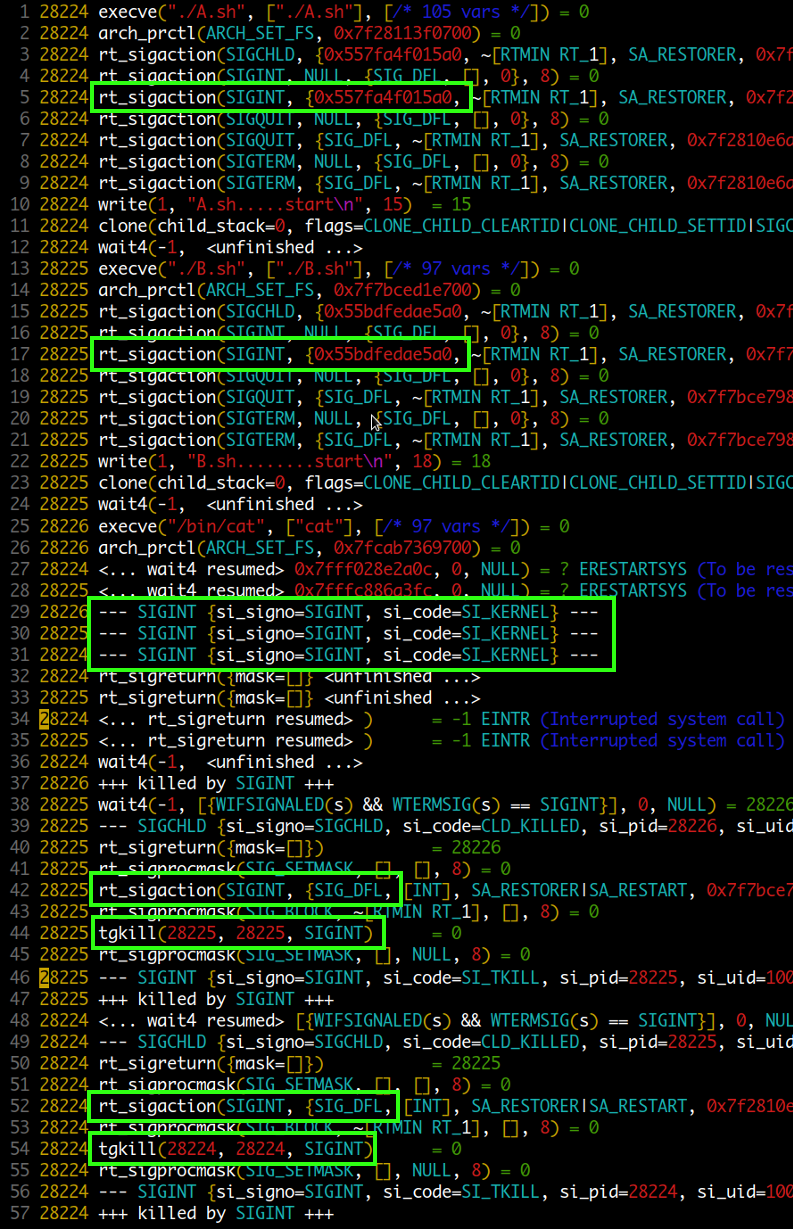 1 28224 execve("./A.sh", ["./A.sh"], [/* 105 vars */]) = 0
2 28224 arch_prctl(ARCH_SET_FS, 0x7f28113f0700) = 0
3 28224 rt_sigaction(SIGCHLD, {0x557fa4f015a0, ~[RTMIN RT_1], SA_RESTORER, 0x7f
4 28224 rt_sigaction(SIGINT, NULL, {SIG_DFL, [], 0}, 8) = 0
5 28224 rt_sigaction(SIGINT, {0x557fa4f015a0, ~[RTMIN RT_1], SA_RESTORER, 0x7f2
6 28224 rt_sigaction(SIGQUIT, NULL, {SIG_DFL, [], 0}, 8) = 0
7 28224 rt_sigaction(SIGQUIT, {SIG_DFL, ~[RTMIN RT_1], SA_RESTORER, 0x7f2810e6a
8 28224 rt_sigaction(SIGTERM, NULL, {SIG_DFL, [], 0}, 8) = 0
9 28224 rt_sigaction(SIGTERM, {SIG_DFL, ~[RTMIN RT_1], SA_RESTORER, 0x7f2810e6a
10 28224 write(1, "A.sh.....start\n", 15) = 15
11 28224 clone(child_stack=0, flags=CLONE_CHILD_CLEARTID|CLONE_CHILD_SETTID|SIGC
12 28224 wait4(-1, <unfinished ...>
13 28225 execve("./B.sh", ["./B.sh"], [/* 97 vars */]) = 0
14 28225 arch_prctl(ARCH_SET_FS, 0x7f7bced1e700) = 0
15 28225 rt_sigaction(SIGCHLD, {0x55bdfedae5a0, ~[RTMIN RT_1], SA_RESTORER, 0x7f
16 28225 rt_sigaction(SIGINT, NULL, {SIG_DFL, [], 0}, 8) = 0
17 28225 rt_sigaction(SIGINT, {0x55bdfedae5a0, ~[RTMIN RT_1], SA_RESTORER, 0x7f7
18 28225 rt_sigaction(SIGQUIT, NULL, {SIG_DFL, [], 0}, 8) = 0
19 28225 rt_sigaction(SIGQUIT, {SIG_DFL, ~[RTMIN RT_1], SA_RESTORER, 0x7f7bce798
20 28225 rt_sigaction(SIGTERM, NULL, {SIG_DFL, [], 0}, 8) = 0
21 28225 rt_sigaction(SIGTERM, {SIG_DFL, ~[RTMIN RT_1], SA_RESTORER, 0x7f7bce798
22 28225 write(1, "B.sh........start\n", 18) = 18
23 28225 clone(child_stack=0, flags=CLONE_CHILD_CLEARTID|CLONE_CHILD_SETTID|SIGC
24 28225 wait4(-1, <unfinished ...>
25 28226 execve("/bin/cat", ["cat"], [/* 97 vars */]) = 0
26 28226 arch_prctl(ARCH_SET_FS, 0x7fcab7369700) = 0
27 28224 <... wait4 resumed> 0x7fff028e2a0c, 0, NULL) = ? ERESTARTSYS (To be res
28 28225 <... wait4 resumed> 0x7fffc886a3fc, 0, NULL) = ? ERESTARTSYS (To be res
29 28226 --- SIGINT {si_signo=SIGINT, si_code=SI_KERNEL} ---
30 28225 --- SIGINT {si_signo=SIGINT, si_code=SI_KERNEL} ---
31 28224 --- SIGINT {si_signo=SIGINT, si_code=SI_KERNEL} ---
32 28224 rt_sigreturn({mask=[]} <unfinished ...>
33 28225 rt_sigreturn({mask=[]} <unfinished ...>
34 28224 <... rt_sigreturn resumed> ) = -1 EINTR (Interrupted system call)
35 28225 <... rt_sigreturn resumed> ) = -1 EINTR (Interrupted system call)
36 28224 wait4(-1, <unfinished ...>
37 28226 +++ killed by SIGINT +++
38 28225 wait4(-1, [{WIFSIGNALED(s) && WTERMSIG(s) == SIGINT}], 0, NULL) = 28226
39 28225 --- SIGCHLD {si_signo=SIGCHLD, si_code=CLD_KILLED, si_pid=28226, si_uid
40 28225 rt_sigreturn({mask=[]}) = 28226
41 28225 rt_sigprocmask(SIG_SETMASK, [], [], 8) = 0
42 28225 rt_sigaction(SIGINT, {SIG_DFL, [INT], SA_RESTORER|SA_RESTART, 0x7f7bce7
43 28225 rt_sigprocmask(SIG_BLOCK, ~[RTMIN RT_1], [], 8) = 0
44 28225 tgkill(28225, 28225, SIGINT) = 0
45 28225 rt_sigprocmask(SIG_SETMASK, [], NULL, 8) = 0
46 28225 --- SIGINT {si_signo=SIGINT, si_code=SI_TKILL, si_pid=28225, si_uid=100
47 28225 +++ killed by SIGINT +++
48 28224 <... wait4 resumed> [{WIFSIGNALED(s) && WTERMSIG(s) == SIGINT}], 0, NUL
49 28224 --- SIGCHLD {si_signo=SIGCHLD, si_code=CLD_KILLED, si_pid=28225, si_uid
50 28224 rt_sigreturn({mask=[]}) = 28225
51 28224 rt_sigprocmask(SIG_SETMASK, [], [], 8) = 0
52 28224 rt_sigaction(SIGINT, {SIG_DFL, [INT], SA_RESTORER|SA_RESTART, 0x7f2810e
53 28224 rt_sigprocmask(SIG_BLOCK, ~[RTMIN RT_1], [], 8) = 0
54 28224 tgkill(28224, 28224, SIGINT) = 0
55 28224 rt_sigprocmask(SIG_SETMASK, [], NULL, 8) = 0
56 28224 --- SIGINT {si_signo=SIGINT, si_code=SI_TKILL, si_pid=28224, si_uid=100
57 28224 +++ killed by SIGINT +++